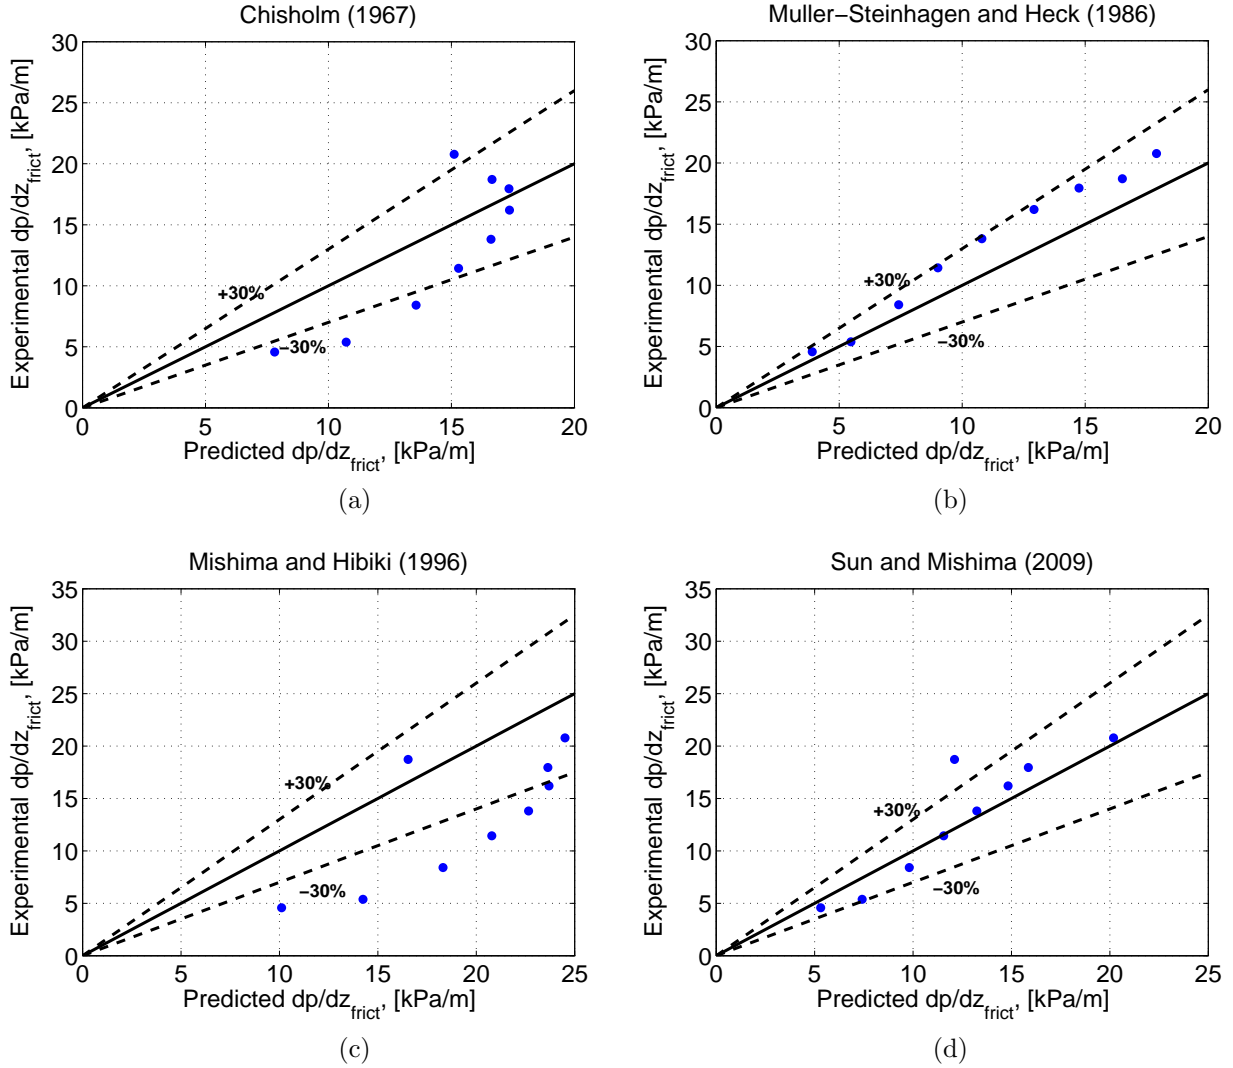 Chisholm (1967)
Experimental dp/dz_frict, [kPa/m]
30
25
20
15
10
5
0
+30%
−30%
0 5 10 15 20
Predicted dp/dz_frict, [kPa/m]
(a)
Muller−Steinhagen and Heck (1986)
Experimental dp/dz_frict, [kPa/m]
30
25
20
15
10
5
0
+30%
−30%
0 5 10 15 20
Predicted dp/dz_frict, [kPa/m]
(b)
Mishima and Hibiki (1996)
Experimental dp/dz_frict, [kPa/m]
35
30
25
20
15
10
5
0
+30%
−30%
0 5 10 15 20 25
Predicted dp/dz_frict, [kPa/m]
(c)
Sun and Mishima (2009)
Experimental dp/dz_frict, [kPa/m]
35
30
25
20
15
10
5
0
+30%
−30%
0 5 10 15 20 25
Predicted dp/dz_frict, [kPa/m]
(d)